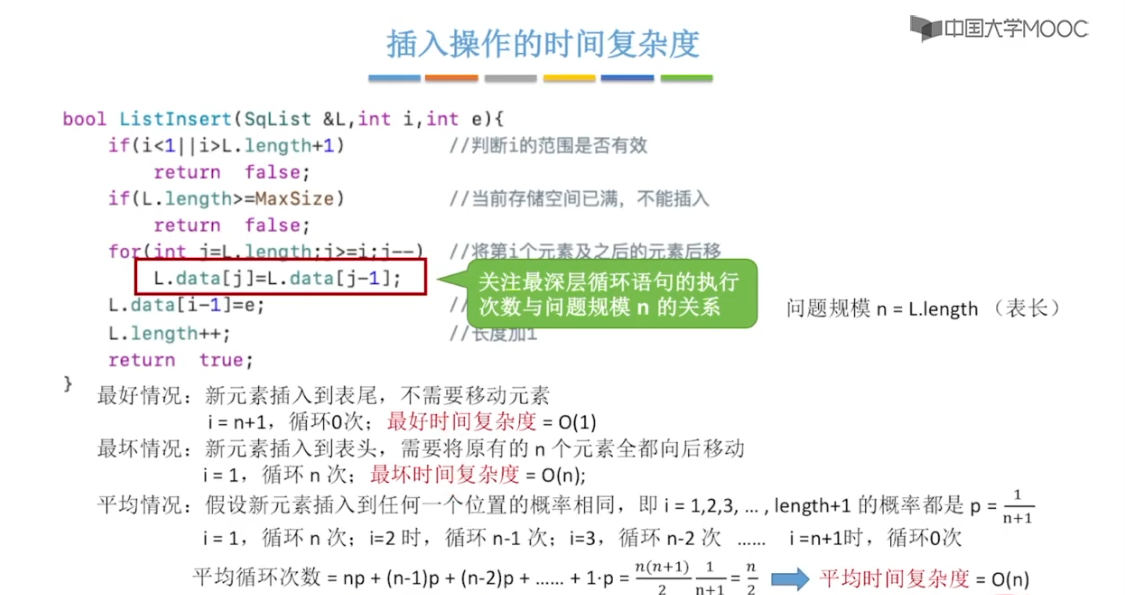 中国大学MOOC
插入操作的时间复杂度
bool ListInsert(SqList &L,int i,int e){
if(i<1||i>L.length+1) //判断i的范围是否有效
return false;
if(L.length>=MaxSize) //当前存储空间已满，不能插入
return false;
for(int j=L.length;j>=i;j--) //将第i个元素及之后的元素后移
L.data[j]=L.data[j-1];
关注最深层循环语句的执行
次数与问题规模 n 的关系
L.data[i-1]=e; //
问题规模 n = L.length （表长）
L.length++; //长度加1
return true;
}
最好情况：新元素插入到表尾，不需要移动元素
i = n+1，循环0次；最好时间复杂度 = O(1)
最坏情况：新元素插入到表头，需要将原有的 n 个元素全都向后移动
i = 1，循环 n 次；最坏时间复杂度 = O(n);
平均情况：假设新元素插入到任何一个位置的概率相同，即 i = 1,2,3, … , length+1 的概率都是 p = 1/(n+1)
i = 1，循环 n 次；i=2 时，循环 n-1 次；i=3，循环 n-2 次 …… i =n+1时，循环0次
平均循环次数 = np + (n-1)p + (n-2)p + …… + 1·p = n(n+1)/2 1/(n+1) = n/2 平均时间复杂度 = O(n)